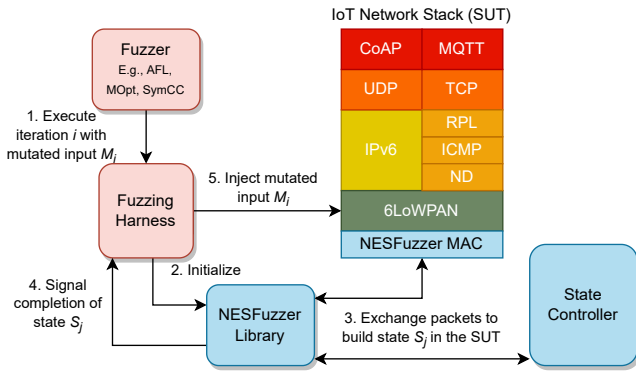 IoT Network Stack (SUT)
Fuzzer
E.g., AFL,
MOpt, SymCC
CoAP
MQTT
UDP
TCP
1. Execute
iteration i with
mutated input Mi
IPv6
RPL
ICMP
ND
Fuzzing
Harness
5. Inject mutated
input Mi
6LoWPAN
NESFuzzer MAC
2. Initialize
4. Signal
completion of
state Sj
NESFuzzer
Library
3. Exchange packets to
build state Sj in the SUT
State
Controller